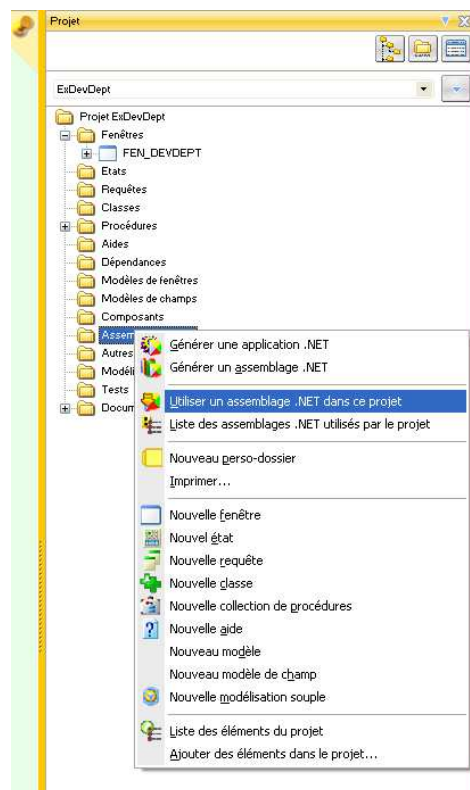 Projet
ExDevDept
Projet ExDevDept
Fenêtres
FEN_DEVDEPT
Etats
Requêtes
Classes
Procédures
Aides
Dépendances
Modèles de fenêtres
Modèles de champs
Composants
Assem
Autres
Modéli
Tests
Docum
Générer une application .NET
Générer un assemblage .NET
Utiliser un assemblage .NET dans ce projet
Liste des assemblages .NET utilisés par le projet
Nouveau perso-dossier
Imprimer...
Nouvelle fenêtre
Nouvel état
Nouvelle requête
Nouvelle classe
Nouvelle collection de procédures
Nouvelle aide
Nouveau modèle
Nouveau modèle de champ
Nouvelle modélisation souple
Liste des éléments du projet
Ajouter des éléments dans le projet...